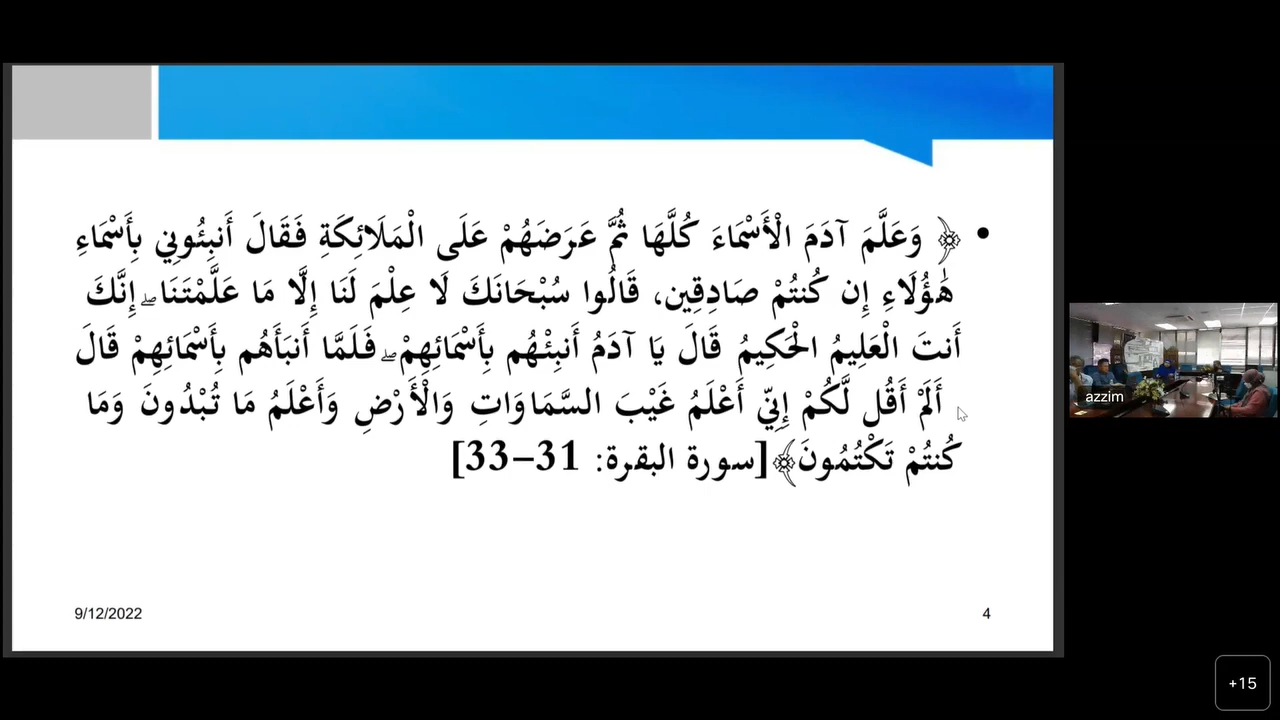 • ﴿ وَعَلَّمَ آدَمَ الْأَسْمَاءَ كُلَّهَا ثُمَّ عَرَضَهُمْ عَلَى الْمَلَائِكَةِ فَقَالَ أَنبِئُونِي بِأَسْمَاءِ
هَٰؤُلَاءِ إِن كُنتُمْ صَادِقِين، قَالُوا سُبْحَانَكَ لَا عِلْمَ لَنَا إِلَّا مَا عَلَّمْتَنَا ۖ إِنَّكَ
أَنتَ الْعَلِيمُ الْحَكِيمُ قَالَ يَا آدَمُ أَنبِئْهُم بِأَسْمَائِهِمْ ۖ فَلَمَّا أَنبَأَهُم بِأَسْمَائِهِمْ قَالَ
أَلَمْ أَقُل لَّكُمْ إِنِّي أَعْلَمُ غَيْبَ السَّمَاوَاتِ وَالْأَرْضِ وَأَعْلَمُ مَا تُبْدُونَ وَمَا
كُنتُمْ تَكْتُمُونَ﴾[سورة البقرة: 31-33]
azzim
9/12/2022
4
+15